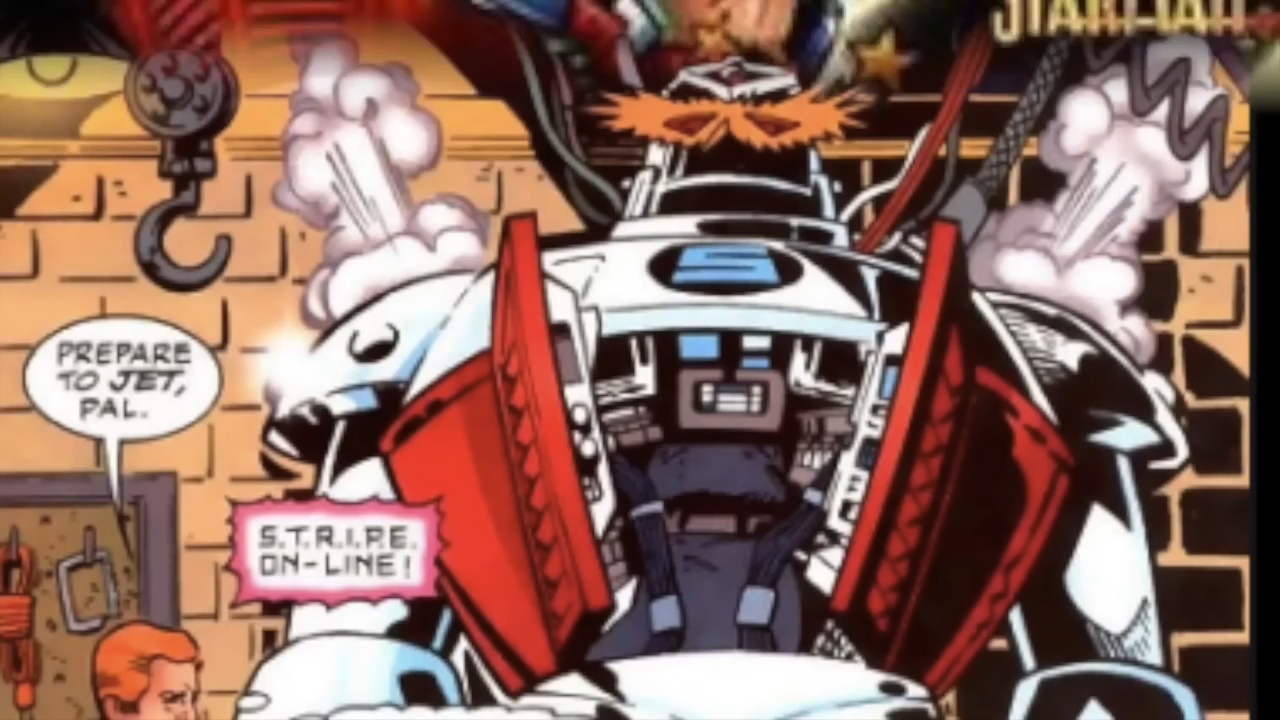 PREPARE
TO JET,
PAL.
S.T.R.I.P.E.
ON-LINE!